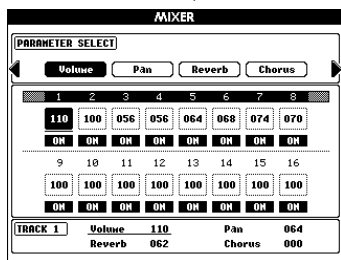 MIXER
PARAMETER SELECT
Volume Pan Reverb Chorus
1 2 3 4 5 6 7 8
110 100 056 056 064 068 074 070
ON ON ON ON ON ON ON ON
9 10 11 12 13 14 15 16
100 100 100 100 100 100 100 100
ON ON ON ON ON ON ON ON
TRACK 1 Volume 110 Pan 064
Reverb 062 Chorus 000